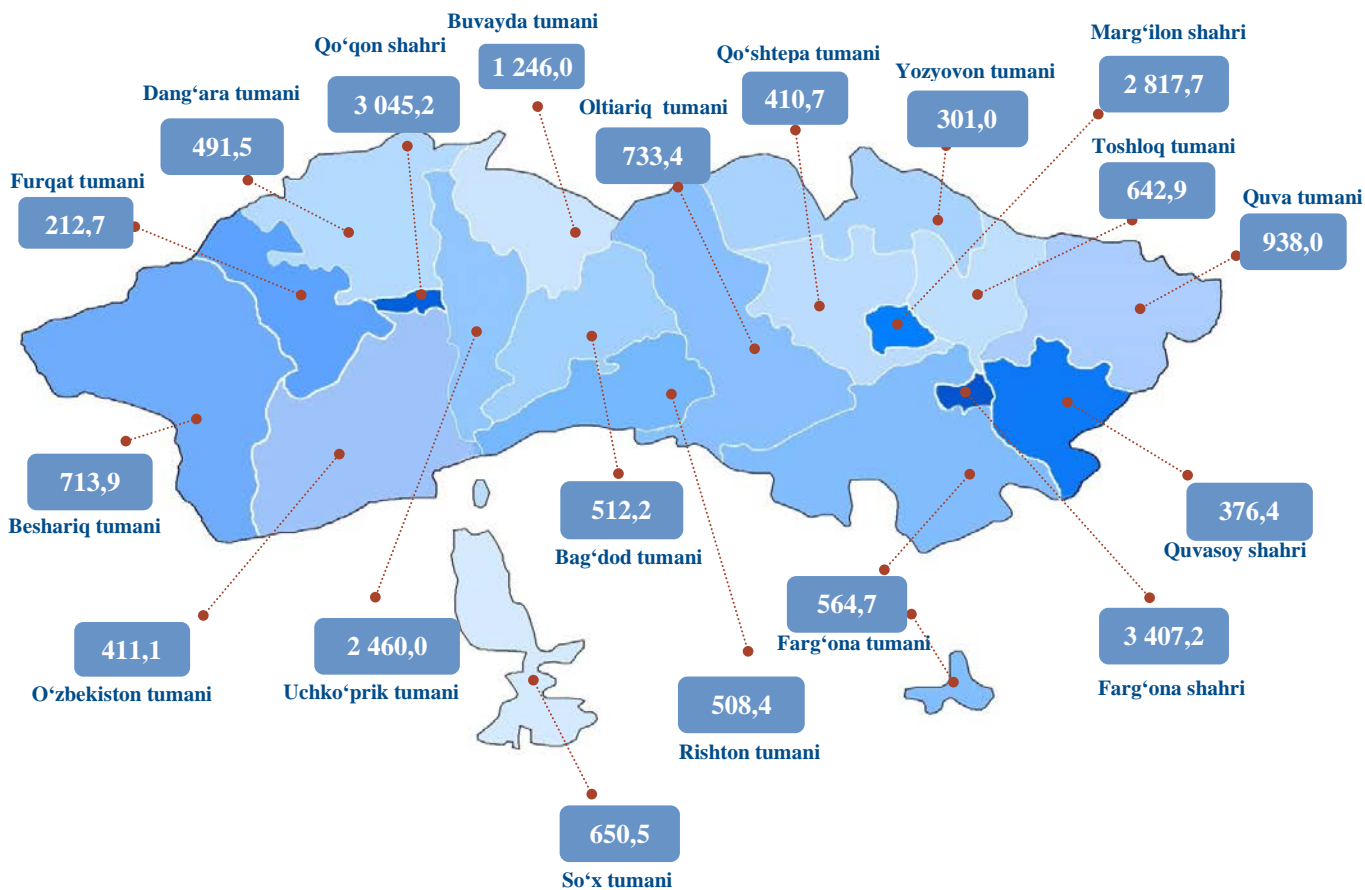 Buvayda tumani
1 246,0
Qo‘qon shahri
3 045,2
Dang‘ara tumani
491,5
Furqat tumani
212,7
Oltiariq tumani
733,4
Qo‘shtepa tumani
410,7
Yozyovon tumani
301,0
Marg‘ilon shahri
2 817,7
Toshloq tumani
642,9
Quva tumani
938,0
713,9
Beshariq tumani
411,1
O‘zbekiston tumani
2 460,0
Uchko‘prik tumani
512,2
Bag‘dod tumani
508,4
Rishton tumani
650,5
So‘x tumani
564,7
Farg‘ona tumani
376,4
Quvasoy shahri
3 407,2
Farg‘ona shahri